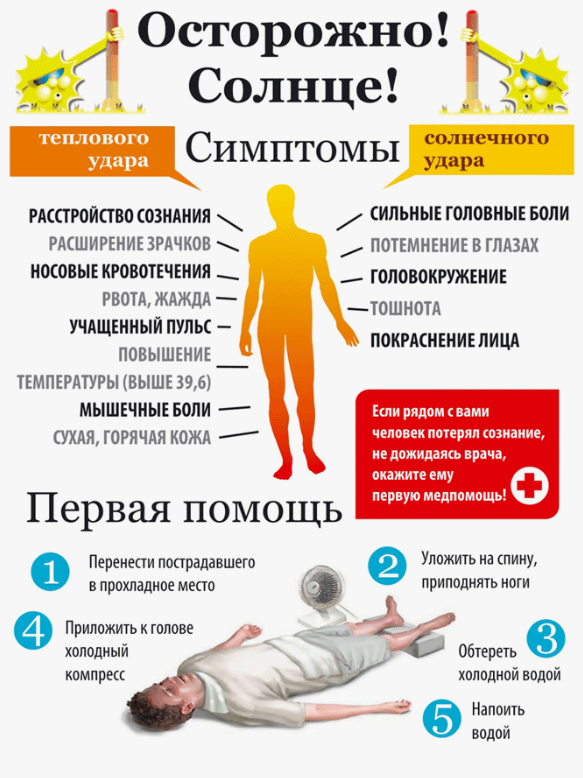 Осторожно!
Солнце!
теплового
удара
Симптомы
солнечного
удара
РАССТРОЙСТВО СОЗНАНИЯ
РАСШИРЕНИЕ ЗРАЧКОВ
НОСОВЫЕ КРОВОТЕЧЕНИЯ
РВОТА, ЖАЖДА
УЧАЩЕННЫЙ ПУЛЬС
ПОВЫШЕНИЕ
ТЕМПЕРАТУРЫ (ВЫШЕ 39,6)
МЫШЕЧНЫЕ БОЛИ
СУХАЯ, ГОРЯЧАЯ КОЖА
СИЛЬНЫЕ ГОЛОВНЫЕ БОЛИ
ПОТЕМНЕНИЕ В ГЛАЗАХ
ГОЛОВОКРУЖЕНИЕ
ТОШНОТА
ПОКРАСНЕНИЕ ЛИЦА
Если рядом с вами
человек потерял сознание,
не дожидаясь врача,
окажите ему
первую медпомощь!
Первая помощь
1
Перенести пострадавшего
в прохладное место
2
Уложить на спину,
приподнять ноги
3
Обтереть
холодной водой
4
Приложить к голове
холодный
компресс
5
Напоить
водой